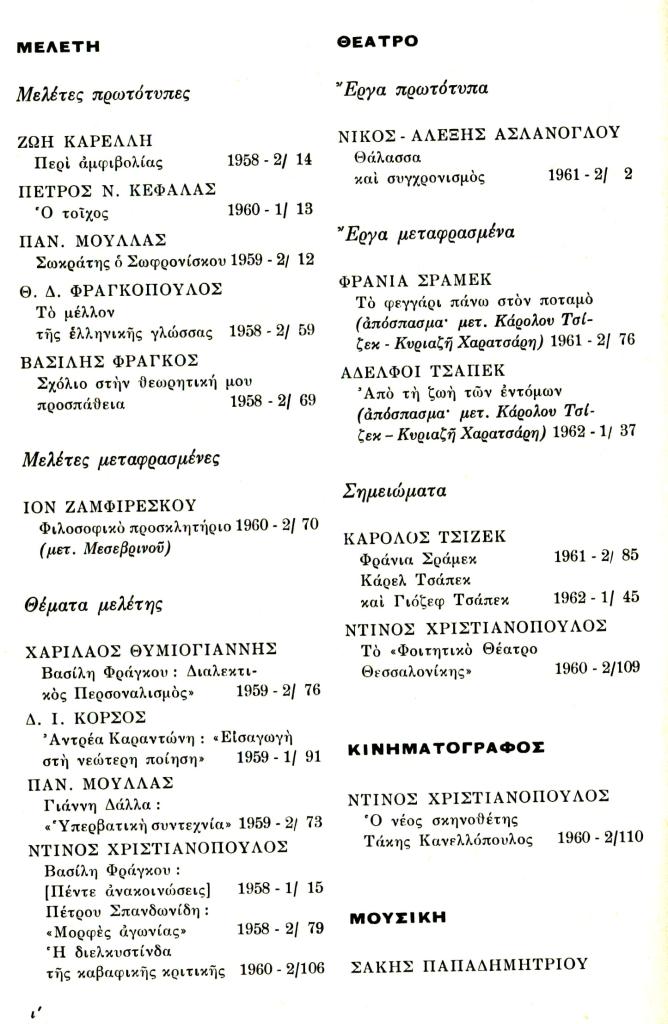 ΜΕΛΕΤΗ
Μελέτες πρωτότυπες
ΖΩΗ ΚΑΡΕΛΛΗ
Περὶ ἀμφιβολίας 1958 - 2/ 14
ΠΕΤΡΟΣ Ν. ΚΕΦΑΛΑΣ
Ὁ τοῖχος 1960 - 1/ 13
ΠΑΝ. ΜΟΥΛΛΑΣ
Σωκράτης ὁ Σωφρονίσκου 1959 - 2/ 12
Θ. Δ. ΦΡΑΓΚΟΠΟΥΛΟΣ
Τὸ μέλλον
τῆς ἑλληνικῆς γλώσσας 1958 - 2/ 59
ΒΑΣΙΛΗΣ ΦΡΑΓΚΟΣ
Σχόλιο στὴν θεωρητική μου
προσπάθεια 1958 - 2/ 69
Μελέτες μεταφρασμένες
ΙΟΝ ΖΑΜΦΙΡΕΣΚΟΥ
Φιλοσοφικὸ προσκλητήριο 1960 - 2/ 70
(μετ. Μεσεβρινοῦ)
Θέματα μελέτης
ΧΑΡΙΛΑΟΣ ΘΥΜΙΟΓΙΑΝΝΗΣ
Βασίλη Φράγκου : Διαλεκτι-
κὸς Περσοναλισμὸς» 1959 - 2/ 76
Δ. Ι. ΚΟΡΣΟΣ
Ἀντρέα Καραντώνη : «Εἰσαγωγὴ
στὴ νεώτερη ποίηση» 1959 - 1/ 91
ΠΑΝ. ΜΟΥΛΛΑΣ
Γιάννη Δάλλα :
«Ὑπερβατικὴ συντεχνία» 1959 - 2/ 73
ΝΤΙΝΟΣ ΧΡΙΣΤΙΑΝΟΠΟΥΛΟΣ
Βασίλη Φράγκου :
[Πέντε ἀνακοινώσεις] 1958 - 1/ 15
Πέτρου Σπανδωνίδη :
«Μορφὲς ἀγωνίας» 1958 - 2/ 79
Ἡ διελκυστίνδα
τῆς καβαφικῆς κριτικῆς 1960 - 2/106
ι′
ΘΕΑΤΡΟ
Ἔργα πρωτότυπα
ΝΙΚΟΣ - ΑΛΕΞΗΣ ΑΣΛΑΝΟΓΛΟΥ
Θάλασσα
καὶ συγχρονισμὸς 1961 - 2/ 2
Ἔργα μεταφρασμένα
ΦΡΑΝΙΑ ΣΡΑΜΕΚ
Τὸ φεγγάρι πάνω στὸν ποταμὸ
(ἀπόσπασμα· μετ. Κάρολου Τσί-
ζεκ - Κυριαζῆ Χαρατσάρη) 1961 - 2/ 76
ΑΔΕΛΦΟΙ ΤΣΑΠΕΚ
Ἀπὸ τὴ ζωὴ τῶν ἐντόμων
(ἀπόσπασμα· μετ. Κάρολου Τσί-
ζεκ – Κυριαζῆ Χαρατσάρη) 1962 - 1/ 37
Σημειώματα
ΚΑΡΟΛΟΣ ΤΣΙΖΕΚ
Φράνια Σράμεκ 1961 - 2/ 85
Κάρελ Τσάπεκ
καὶ Γιόζεφ Τσάπεκ 1962 - 1/ 45
ΝΤΙΝΟΣ ΧΡΙΣΤΙΑΝΟΠΟΥΛΟΣ
Τὸ «Φοιτητικὸ Θέατρο
Θεσσαλονίκης» 1960 - 2/109
ΚΙΝΗΜΑΤΟΓΡΑΦΟΣ
ΝΤΙΝΟΣ ΧΡΙΣΤΙΑΝΟΠΟΥΛΟΣ
Ὁ νέος σκηνοθέτης
Τάκης Κανελλόπουλος 1960 - 2/110
ΜΟΥΣΙΚΗ
ΣΑΚΗΣ ΠΑΠΑΔΗΜΗΤΡΙΟΥ